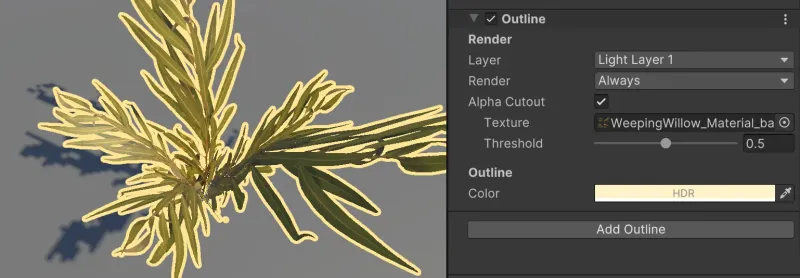 Outline
Render
Layer Light Layer 1
Render Always
Alpha Cutout
Texture WeepingWillow_Material_ba
Threshold 0.5
Outline
Color HDR
Add Outline